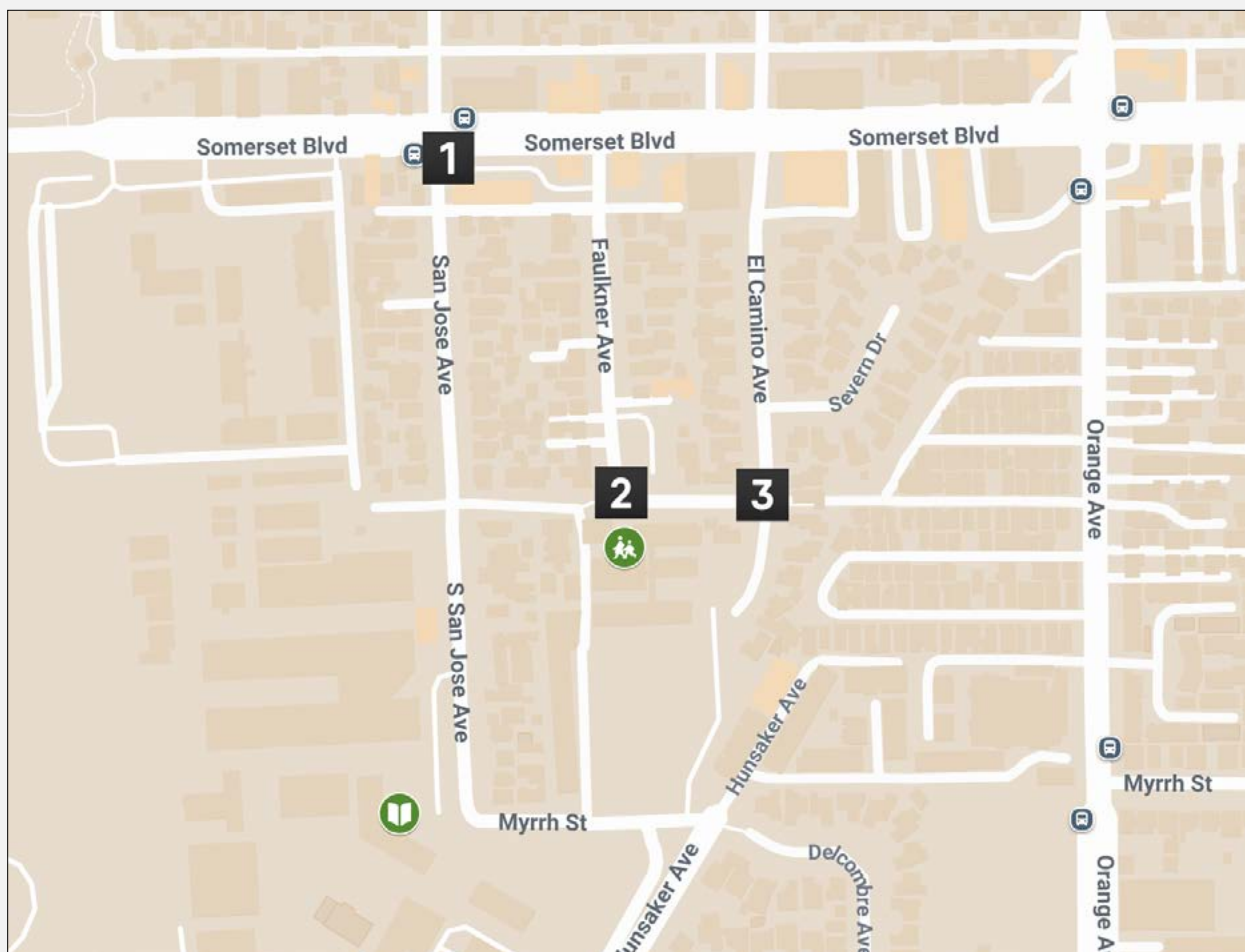 Somerset Blvd
Somerset Blvd
Somerset Blvd
1
San Jose Ave
Faulkner Ave
El Camino Ave
Severn Dr
Orange Ave
2
3
S San Jose Ave
Hunsaker Ave
Myrrh St
Myrrh St
Delcombre Ave
Hunsaker Ave
Orange A